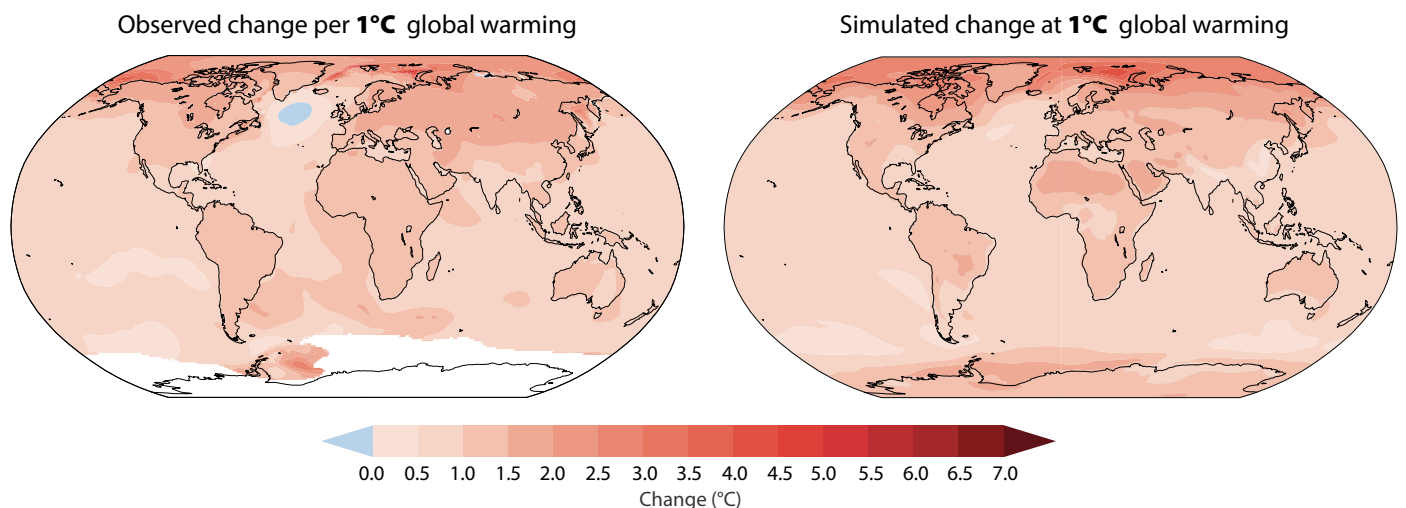 Observed change per 1°C global warming
Simulated change at 1°C global warming
0.0 0.5 1.0 1.5 2.0 2.5 3.0 3.5 4.0 4.5 5.0 5.5 6.0 6.5 7.0
Change (°C)